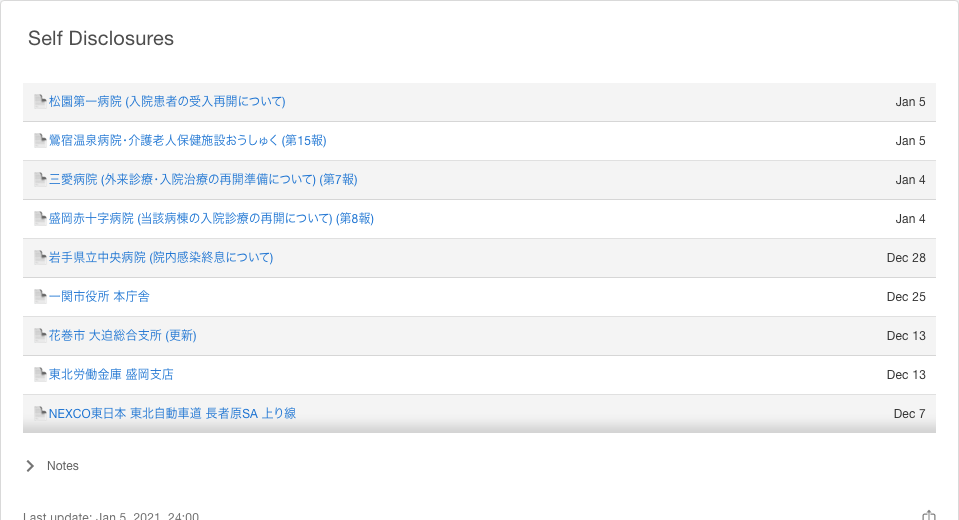 Self Disclosures
松園第一病院 (入院患者の受入再開について) Jan 5
鶯宿温泉病院・介護老人保健施設おうしゅく (第15報) Jan 5
三愛病院 (外来診療・入院治療の再開準備について) (第7報) Jan 4
盛岡赤十字病院 (当該病棟の入院診療の再開について) (第8報) Jan 4
岩手県立中央病院 (院内感染終息について) Dec 28
一関市役所 本庁舎 Dec 25
花巻市 大迫総合支所 (更新) Dec 13
東北労働金庫 盛岡支店 Dec 13
NEXCO東日本 東北自動車道 長者原SA 上り線 Dec 7
Notes
Last update: Jan 5, 2021, 24:00